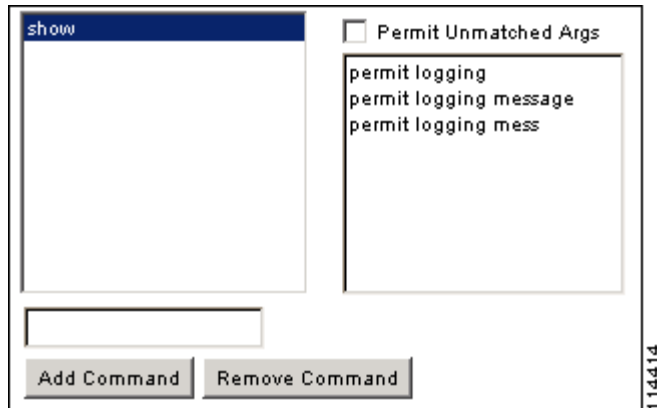 show
Permit Unmatched Args
permit logging
permit logging message
permit logging mess
Add Command
Remove Command
114414